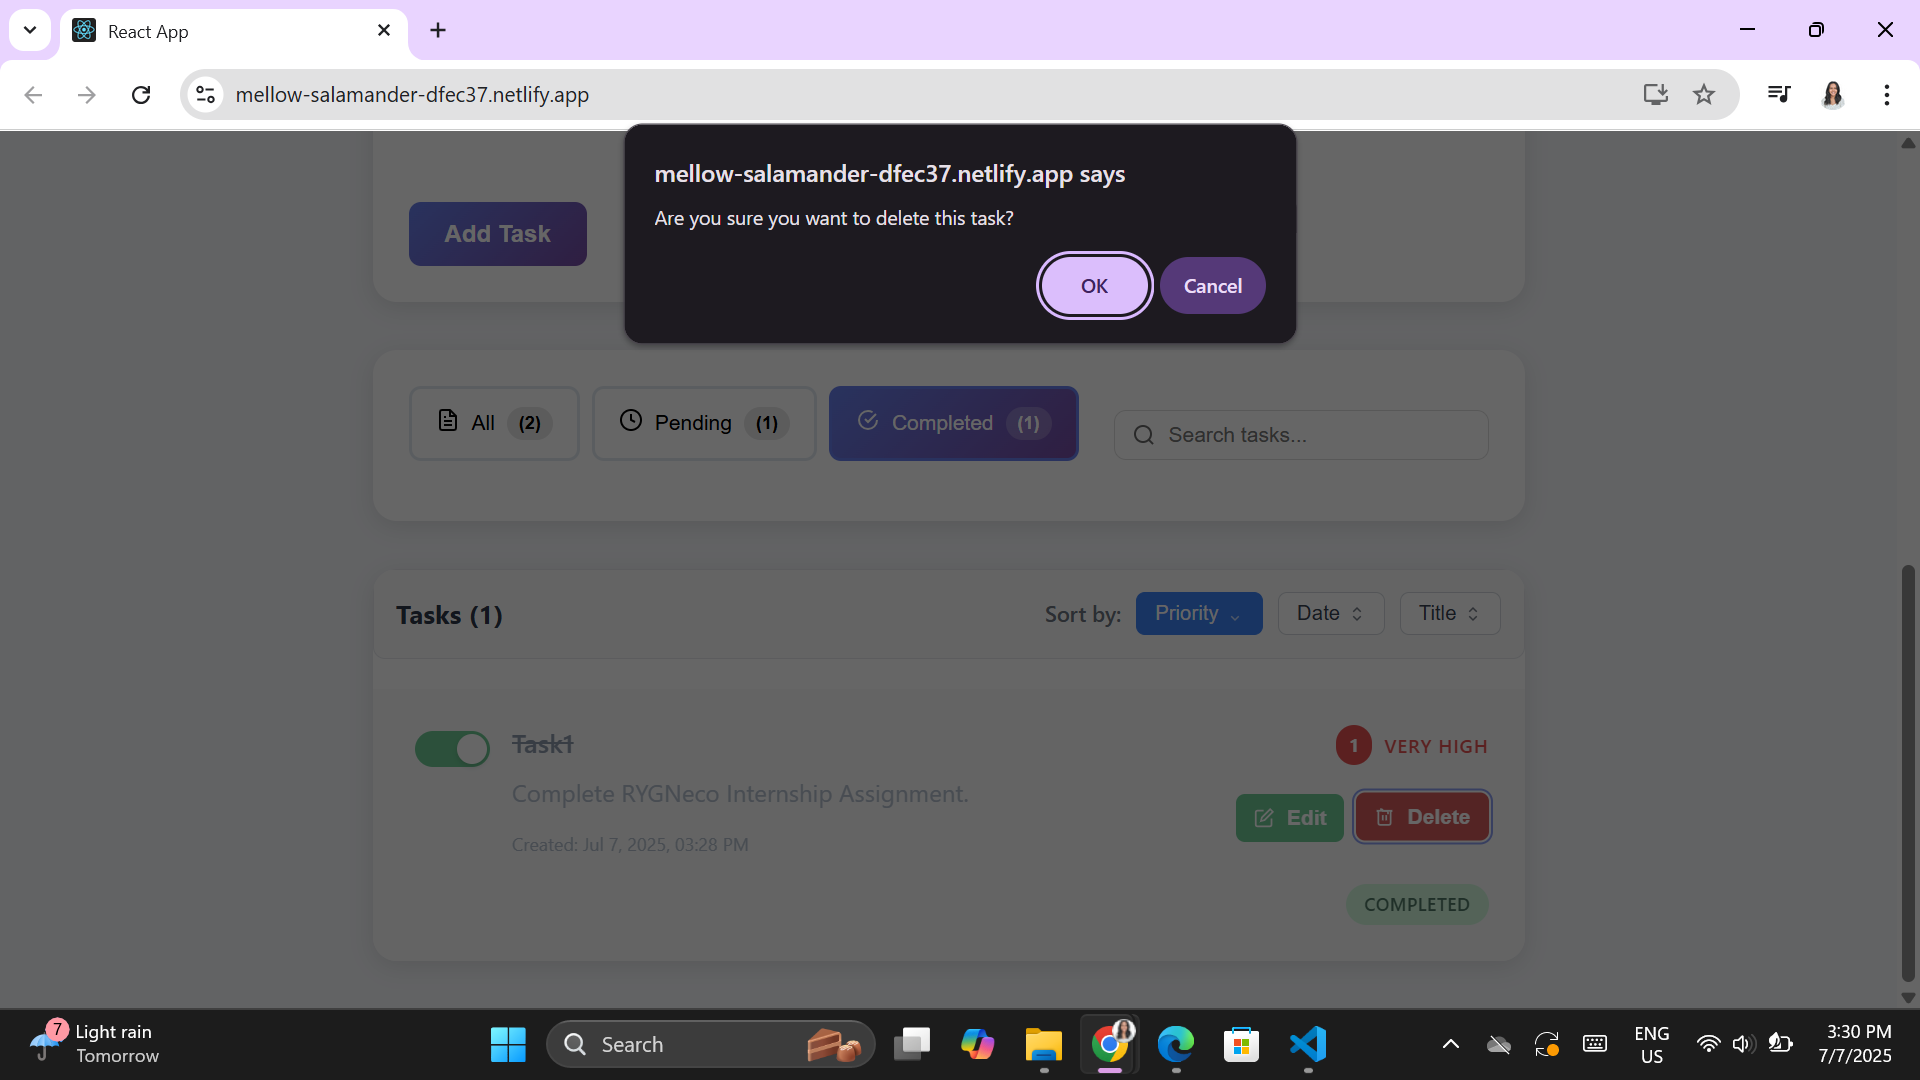 React App
mellow-salamander-dfec37.netlify.app
mellow-salamander-dfec37.netlify.app says
Are you sure you want to delete this task?
OK Cancel
Add Task
All (2) Pending (1) Completed (1) Search tasks...
Tasks (1) Sort by: Priority Date Title
Task1 1 VERY HIGH
Complete RYGNeco Internship Assignment.
Edit Delete
Created: Jul 7, 2025, 03:28 PM
COMPLETED
7 Light rain
Tomorrow
Search
ENG
US
3:30 PM
7/7/2025